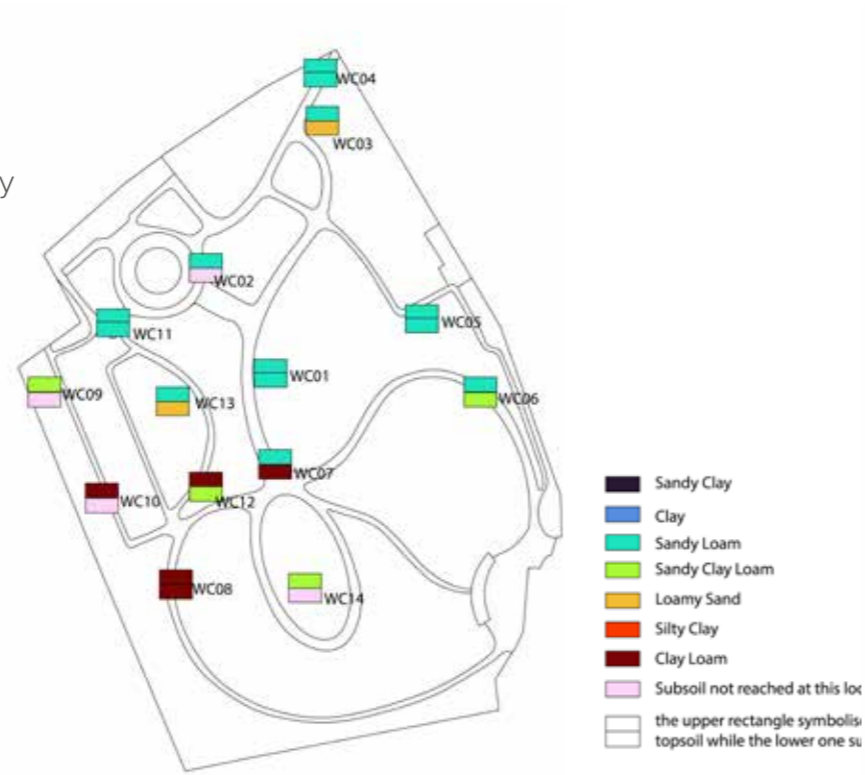 WC04
WC03
y
WC02
WC05
WC11
WC01
WC09
WC13
WC06
WC07
WC10
WC12
WC08
WC14
Sandy Clay
Clay
Sandy Loam
Sandy Clay Loam
Loamy Sand
Silty Clay
Clay Loam
Subsoil not reached at this loc
the upper rectangle symbolis
topsoil while the lower one su